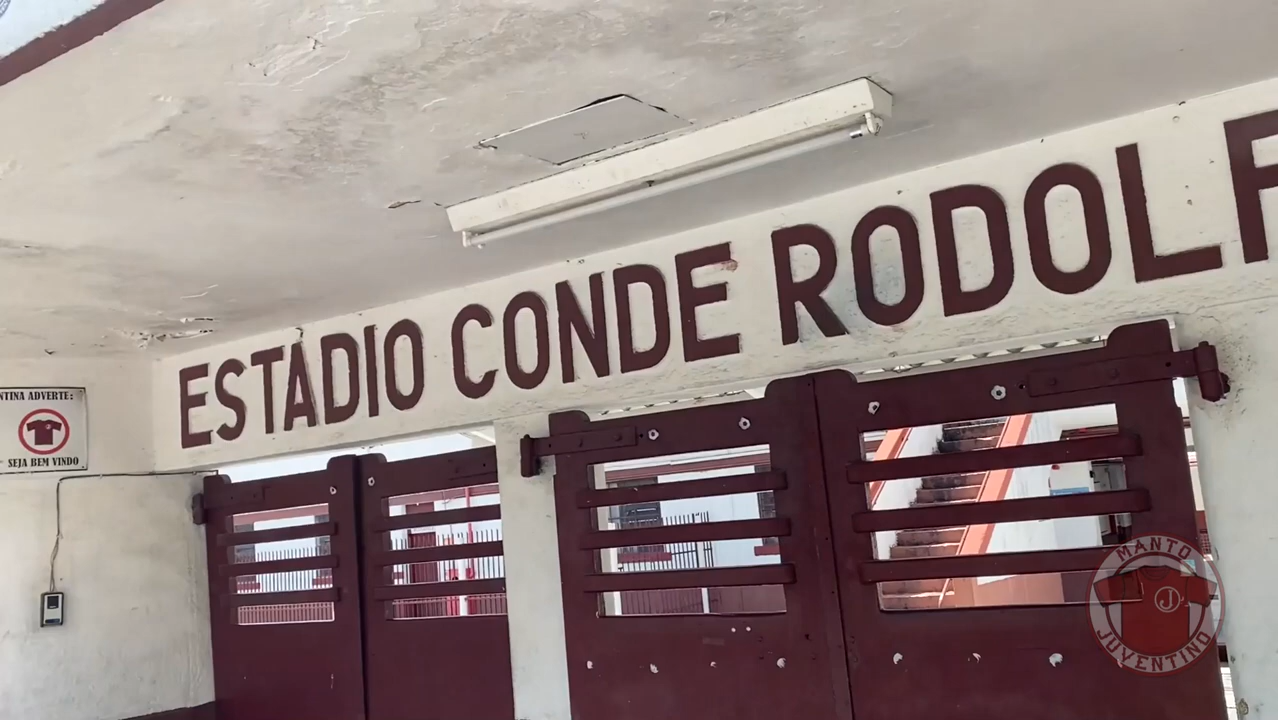 ESTADIO CONDE RODOLF
NTINA ADVERTE:
SEJA BEM VINDO
MANTO
J
JUVENTINO